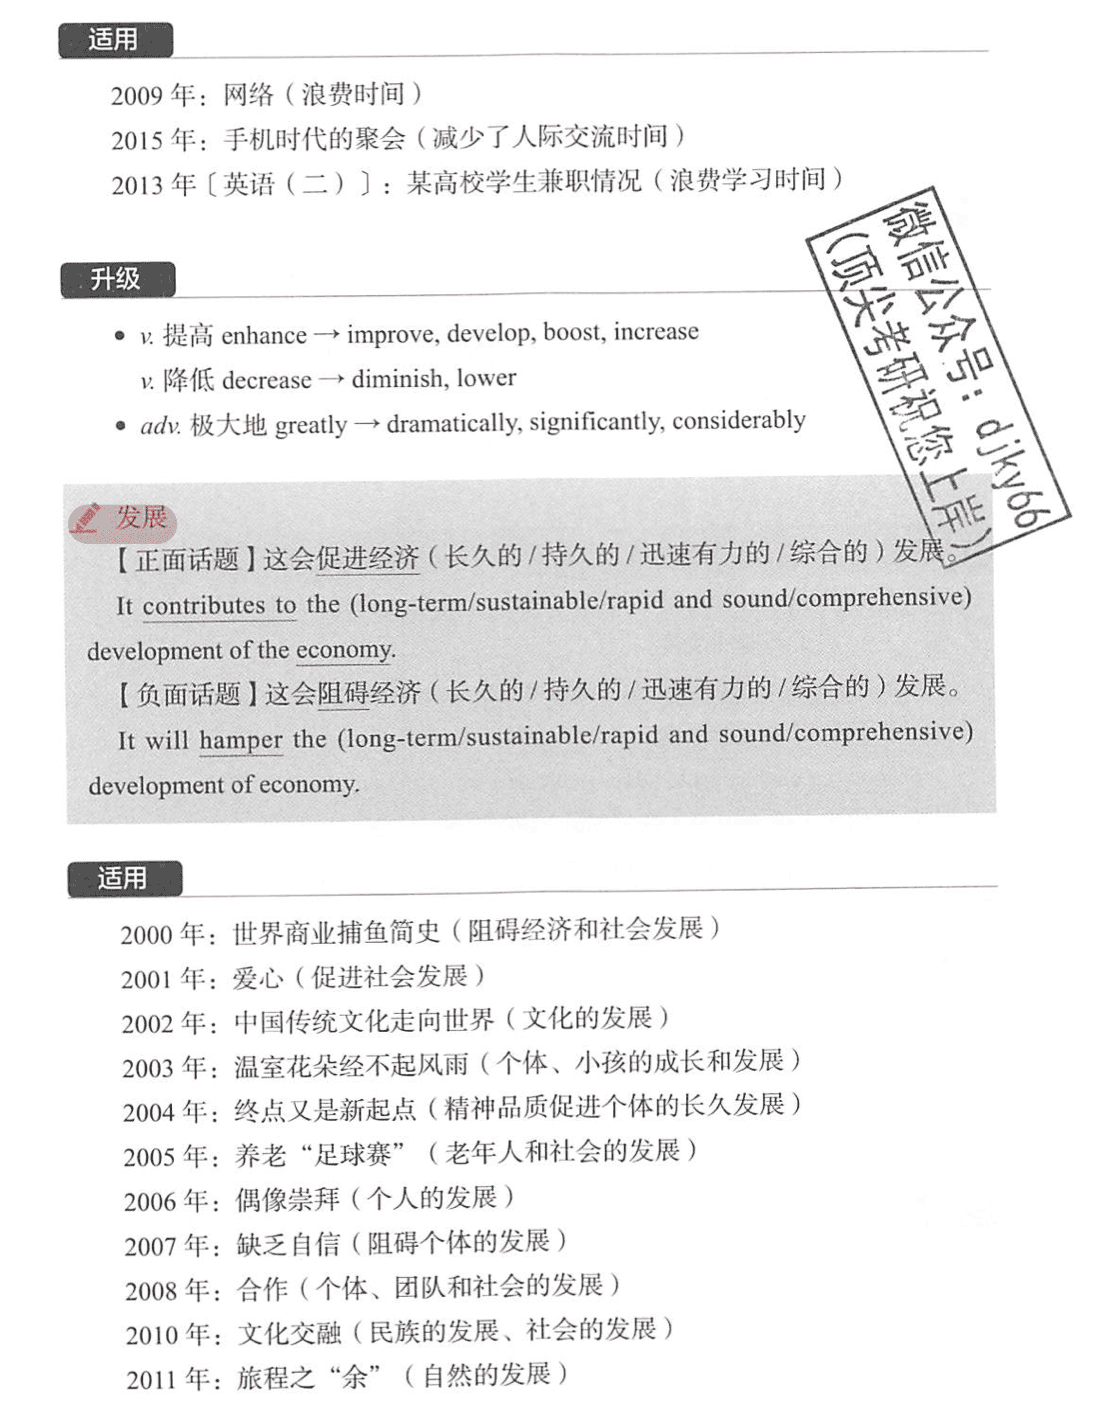 适用
2009 年：网络（浪费时间）
2015 年：手机时代的聚会（减少了人际交流时间）
2013 年〔英语（二）〕：某高校学生兼职情况（浪费学习时间）
升级
• v. 提高 enhance → improve, develop, boost, increase
v. 降低 decrease → diminish, lower
• adv. 极大地 greatly → dramatically, significantly, considerably
微信公众号：djky66
（顶尖考研祝您上岸）
发展
【正面话题】这会促进经济（长久的/持久的/迅速有力的/综合的）发展。
It contributes to the (long-term/sustainable/rapid and sound/comprehensive)
development of the economy.
【负面话题】这会阻碍经济（长久的/持久的/迅速有力的/综合的）发展。
It will hamper the (long-term/sustainable/rapid and sound/comprehensive)
development of economy.
适用
2000 年：世界商业捕鱼简史（阻碍经济和社会发展）
2001 年：爱心（促进社会发展）
2002 年：中国传统文化走向世界（文化的发展）
2003 年：温室花朵经不起风雨（个体、小孩的成长和发展）
2004 年：终点又是新起点（精神品质促进个体的长久发展）
2005 年：养老“足球赛”（老年人和社会的发展）
2006 年：偶像崇拜（个人的发展）
2007 年：缺乏自信（阻碍个体的发展）
2008 年：合作（个体、团队和社会的发展）
2010 年：文化交融（民族的发展、社会的发展）
2011 年：旅程之“余”（自然的发展）